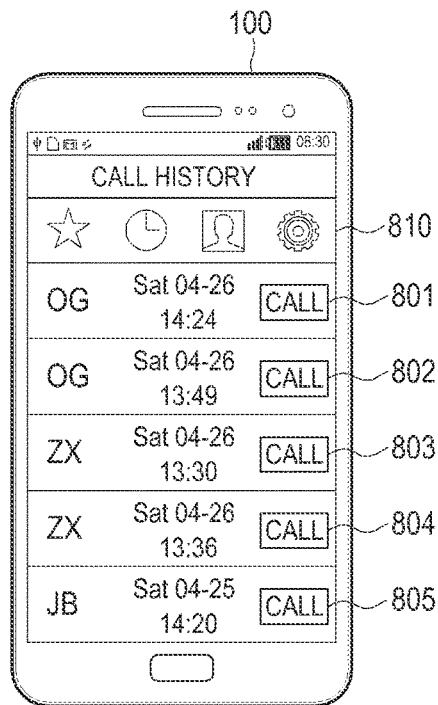 100
06:30
CALL HISTORY
810
OG Sat 04-26 14:24 CALL 801
OG Sat 04-26 13:49 CALL 802
ZX Sat 04-26 13:30 CALL 803
ZX Sat 04-26 13:36 CALL 804
JB Sat 04-25 14:20 CALL 805